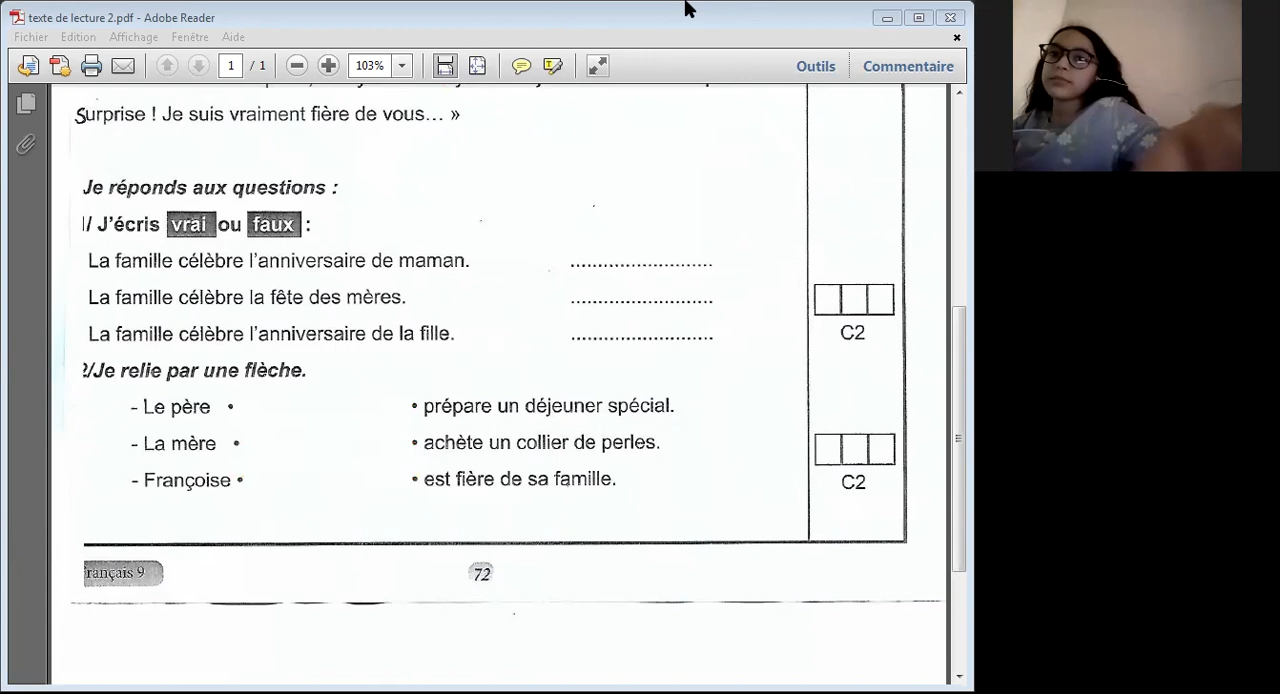 texte de lecture 2.pdf - Adobe Reader
Fichier Edition Affichage Fenêtre Aide
1 / 1 103% Outils Commentaire
Surprise ! Je suis vraiment fière de vous... »
Je réponds aux questions :
/ J'écris vrai ou faux :
La famille célèbre l'anniversaire de maman. ..........................
La famille célèbre la fête des mères. ..........................
La famille célèbre l'anniversaire de la fille. ..........................
C2
2/Je relie par une flèche.
- Le père • • prépare un déjeuner spécial.
- La mère • • achète un collier de perles.
- Françoise • • est fière de sa famille.
C2
rançais 9 72